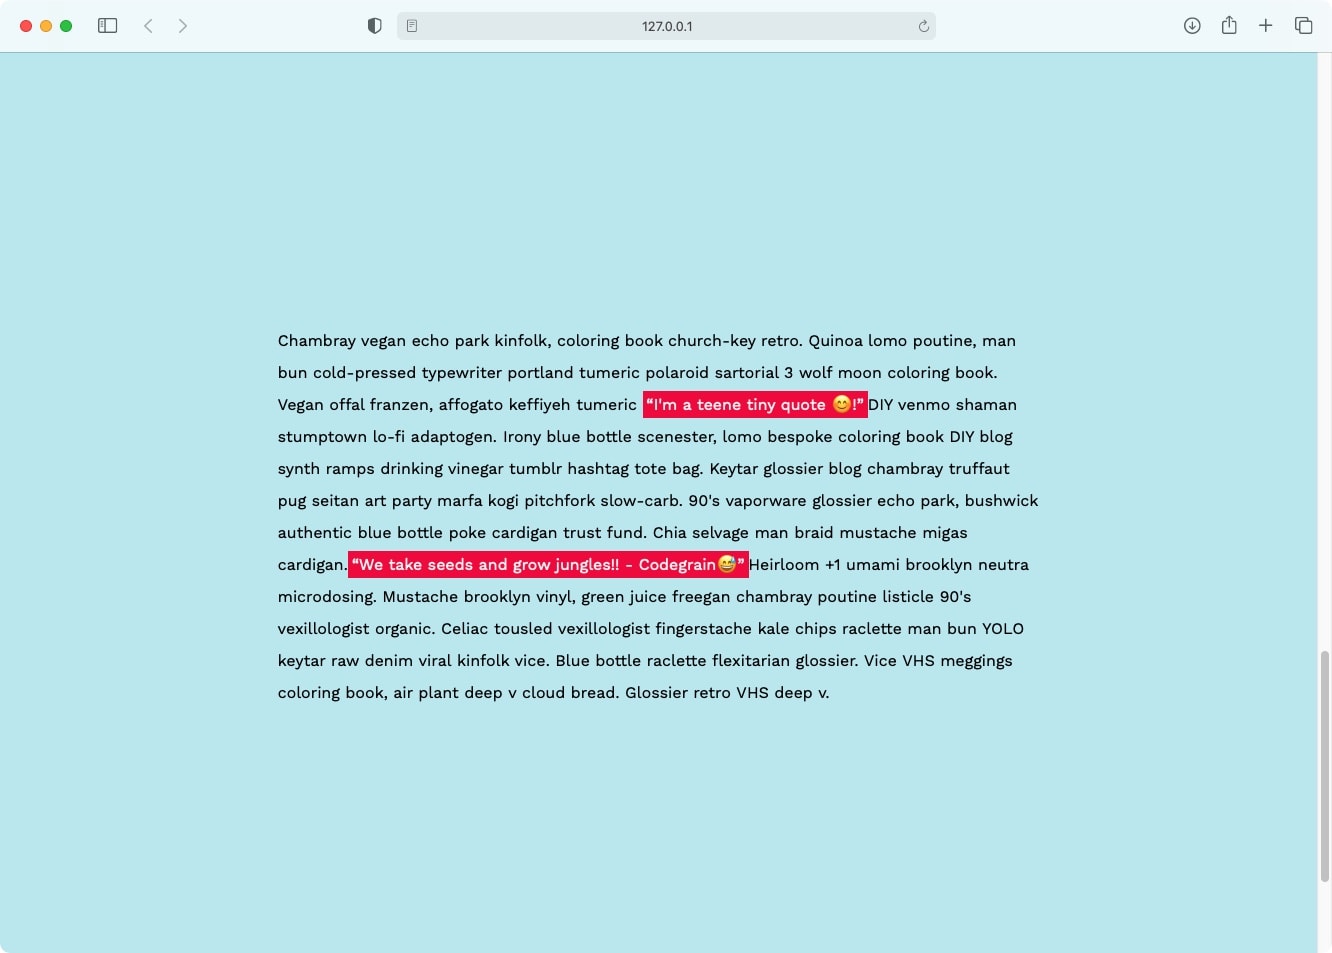 127.0.0.1
Chambray vegan echo park kinfolk, coloring book church-key retro. Quinoa lomo poutine, man
bun cold-pressed typewriter portland tumeric polaroid sartorial 3 wolf moon coloring book.
Vegan offal franzen, affogato keffiyeh tumeric “I'm a teene tiny quote 😊!” DIY venmo shaman
stumptown lo-fi adaptogen. Irony blue bottle scenester, lomo bespoke coloring book DIY blog
synth ramps drinking vinegar tumblr hashtag tote bag. Keytar glossier blog chambray truffaut
pug seitan art party marfa kogi pitchfork slow-carb. 90's vaporware glossier echo park, bushwick
authentic blue bottle poke cardigan trust fund. Chia selvage man braid mustache migas
cardigan. “We take seeds and grow jungles!! - Codegrain😅” Heirloom +1 umami brooklyn neutra
microdosing. Mustache brooklyn vinyl, green juice freegan chambray poutine listicle 90's
vexillologist organic. Celiac tousled vexillologist fingerstache kale chips raclette man bun YOLO
keytar raw denim viral kinfolk vice. Blue bottle raclette flexitarian glossier. Vice VHS meggings
coloring book, air plant deep v cloud bread. Glossier retro VHS deep v.